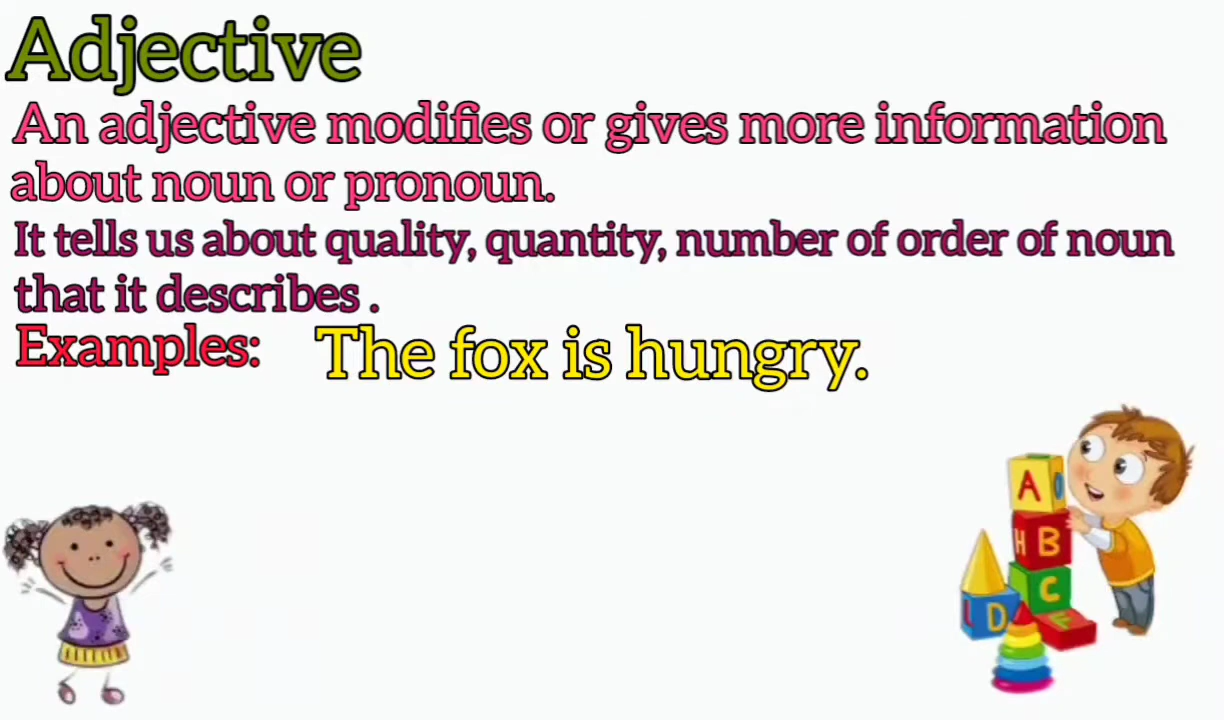 Adjective
An adjective modifies or gives more information
about noun or pronoun.
It tells us about quality, quantity, number of order of noun
that it describes .
Examples: The fox is hungry.
A
H B
C
L D F